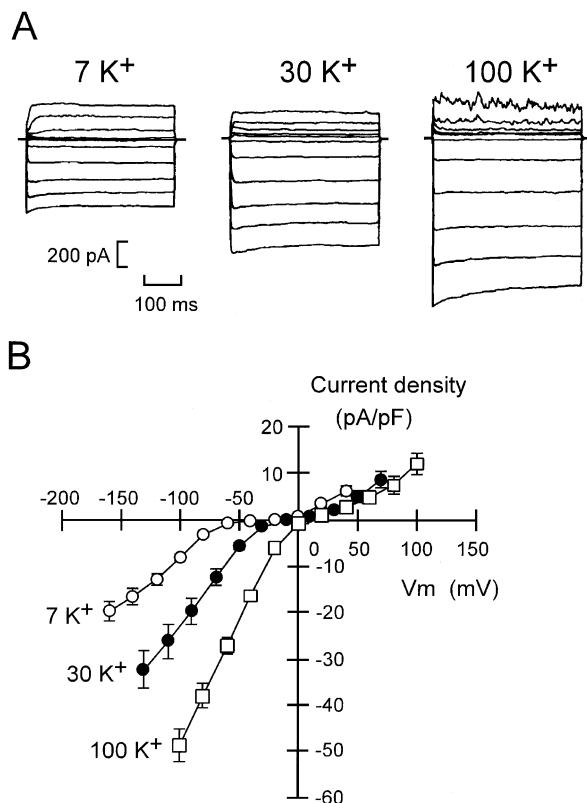 A
7 K+
30 K+
100 K+
200 pA
100 ms
B
Current density
(pA/pF)
20
10
-200 -150 -100 -50
0 50 100 150
-10
Vm (mV)
-20
-30
-40
-50
-60
7 K+
30 K+
100 K+